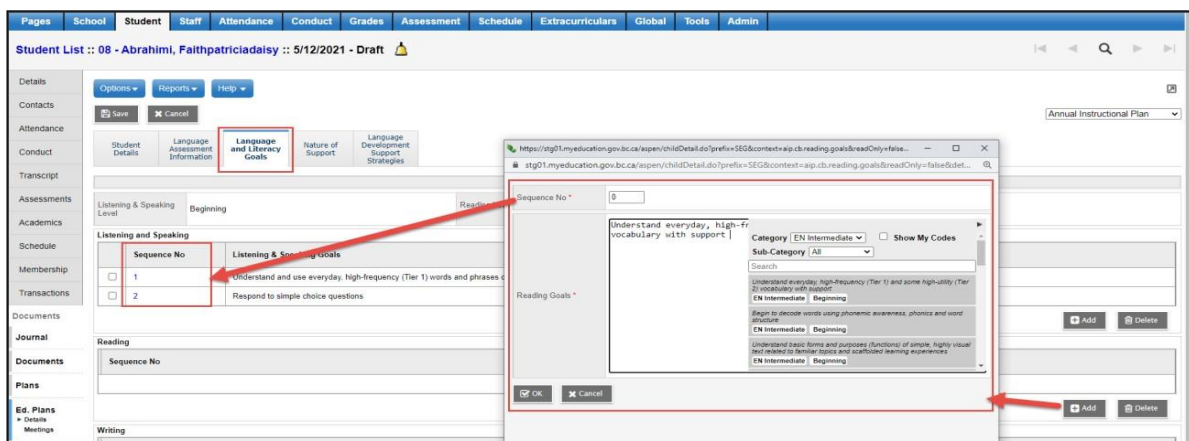 Pages School Student Staff Attendance Conduct Grades Assessment Schedule Extracurriculars Global Tools Admin
Student List :: 08 - Abrahimi, Faithpatriciadaisy :: 5/12/2021 - Draft
Details
Contacts
Attendance
Conduct
Transcript
Assessments
Academics
Schedule
Membership
Transactions
Documents
Journal
Documents
Plans
Ed. Plans
Details
Meetings
Options Reports Help
Save Cancel
Annual Instructional Plan
Student Details
Language Assessment Information
Language and Literacy Goals
Nature of Support
Language Development Support Strategies
Listening & Speaking Level Beginning
Listening and Speaking
Sequence No Listening & Speaking Goals
1 Understand and use everyday, high-frequency (Tier 1) words and phrases
2 Respond to simple choice questions
Add Delete
Reading
Sequence No
Add Delete
Writing
https://stg01.myeducation.gov.bc.ca/aspen/childDetail.do?prefix=SEG&context=aip.cb.reading.goals&readOnly=false...
stg01.myeducation.gov.bc.ca/aspen/childDetail.do?prefix=SEG&context=aip.cb.reading.goals&readOnly=false&det...
Sequence No * 0
Reading Goals *
Understand everyday, high-fr
vocabulary with support
Category EN Intermediate Show My Codes
Sub-Category All
Search
Understand everyday, high-frequency (Tier 1) and some high-utility (Tier
2) vocabulary with support
EN Intermediate Beginning
Begin to decode words using phonemic awareness, phonics and word
structure
EN Intermediate Beginning
Understand basic forms and purposes (functions) of simple, highly visual
text related to familiar topics and scaffolded learning experiences
EN Intermediate Beginning
OK Cancel